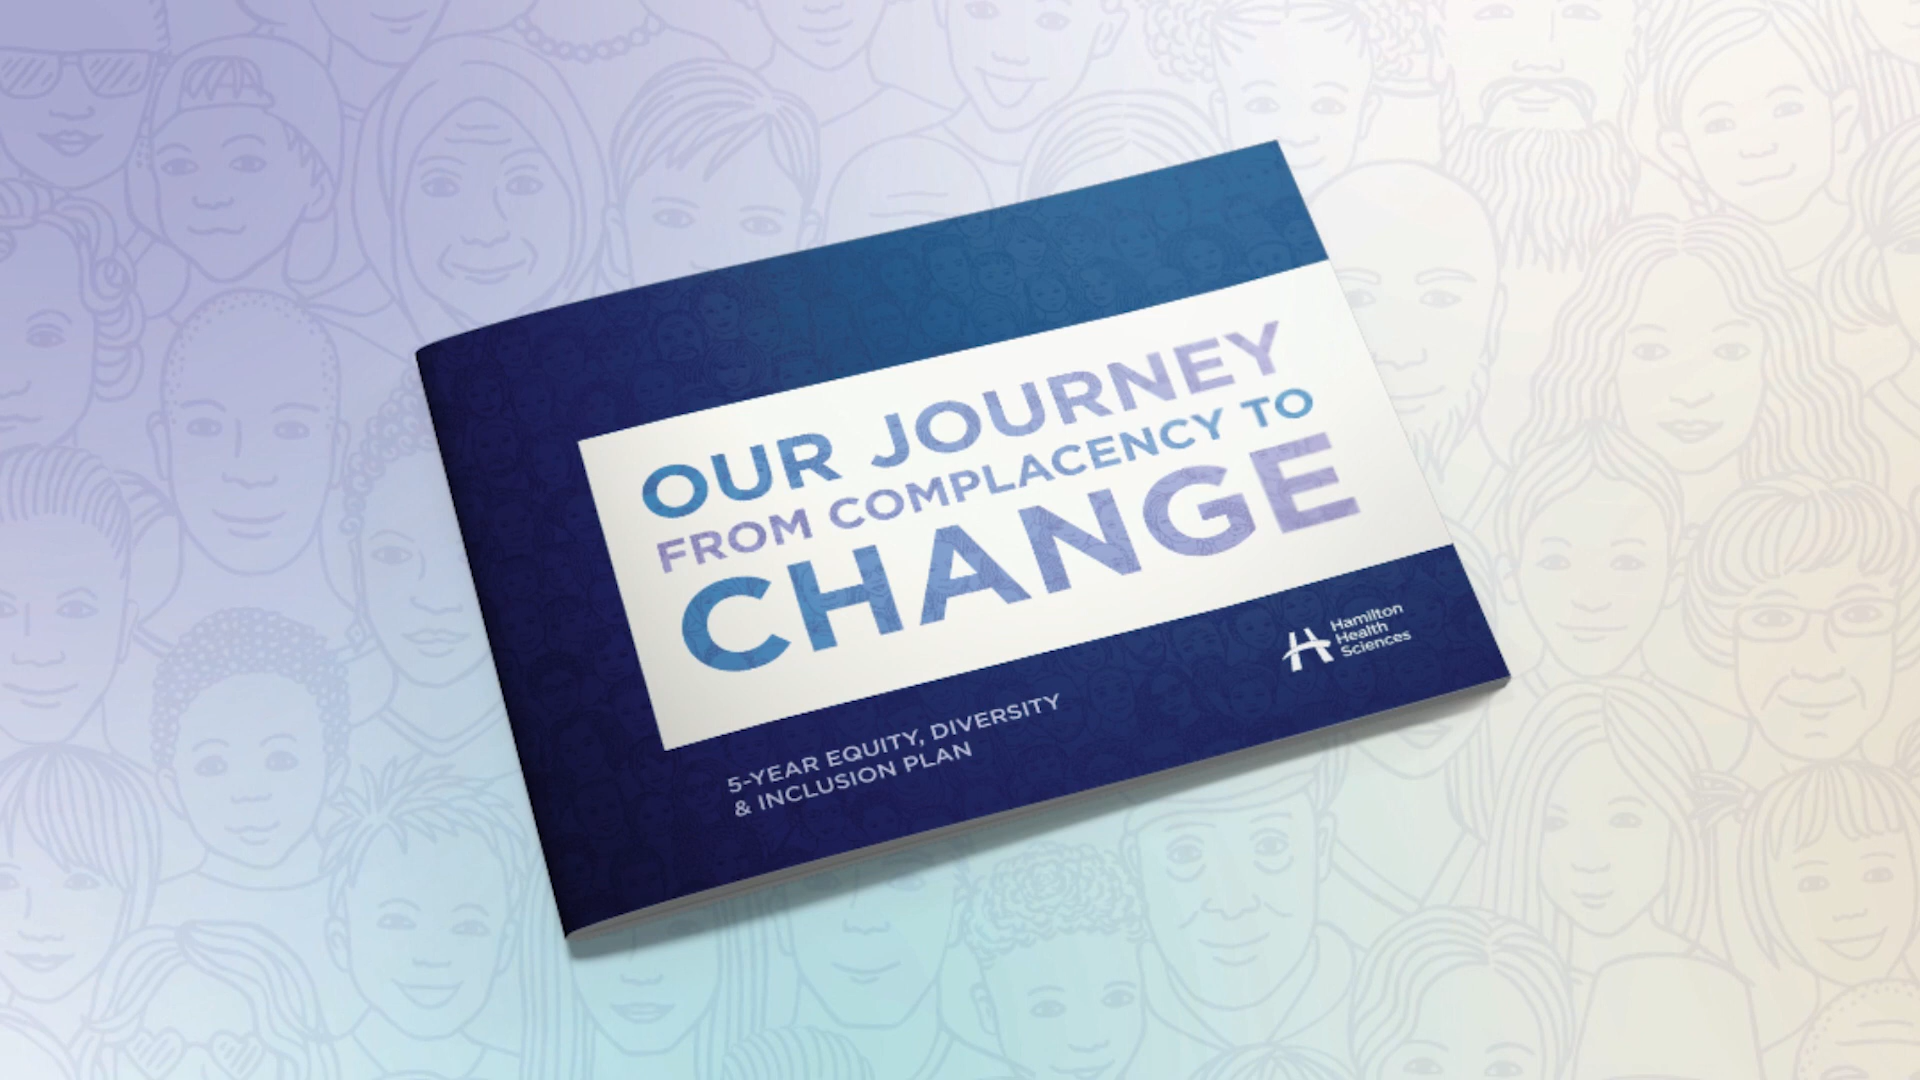 OUR JOURNEY
FROM COMPLACENCY TO
CHANGE
Hamilton
Health
Sciences
5-YEAR EQUITY, DIVERSITY
& INCLUSION PLAN